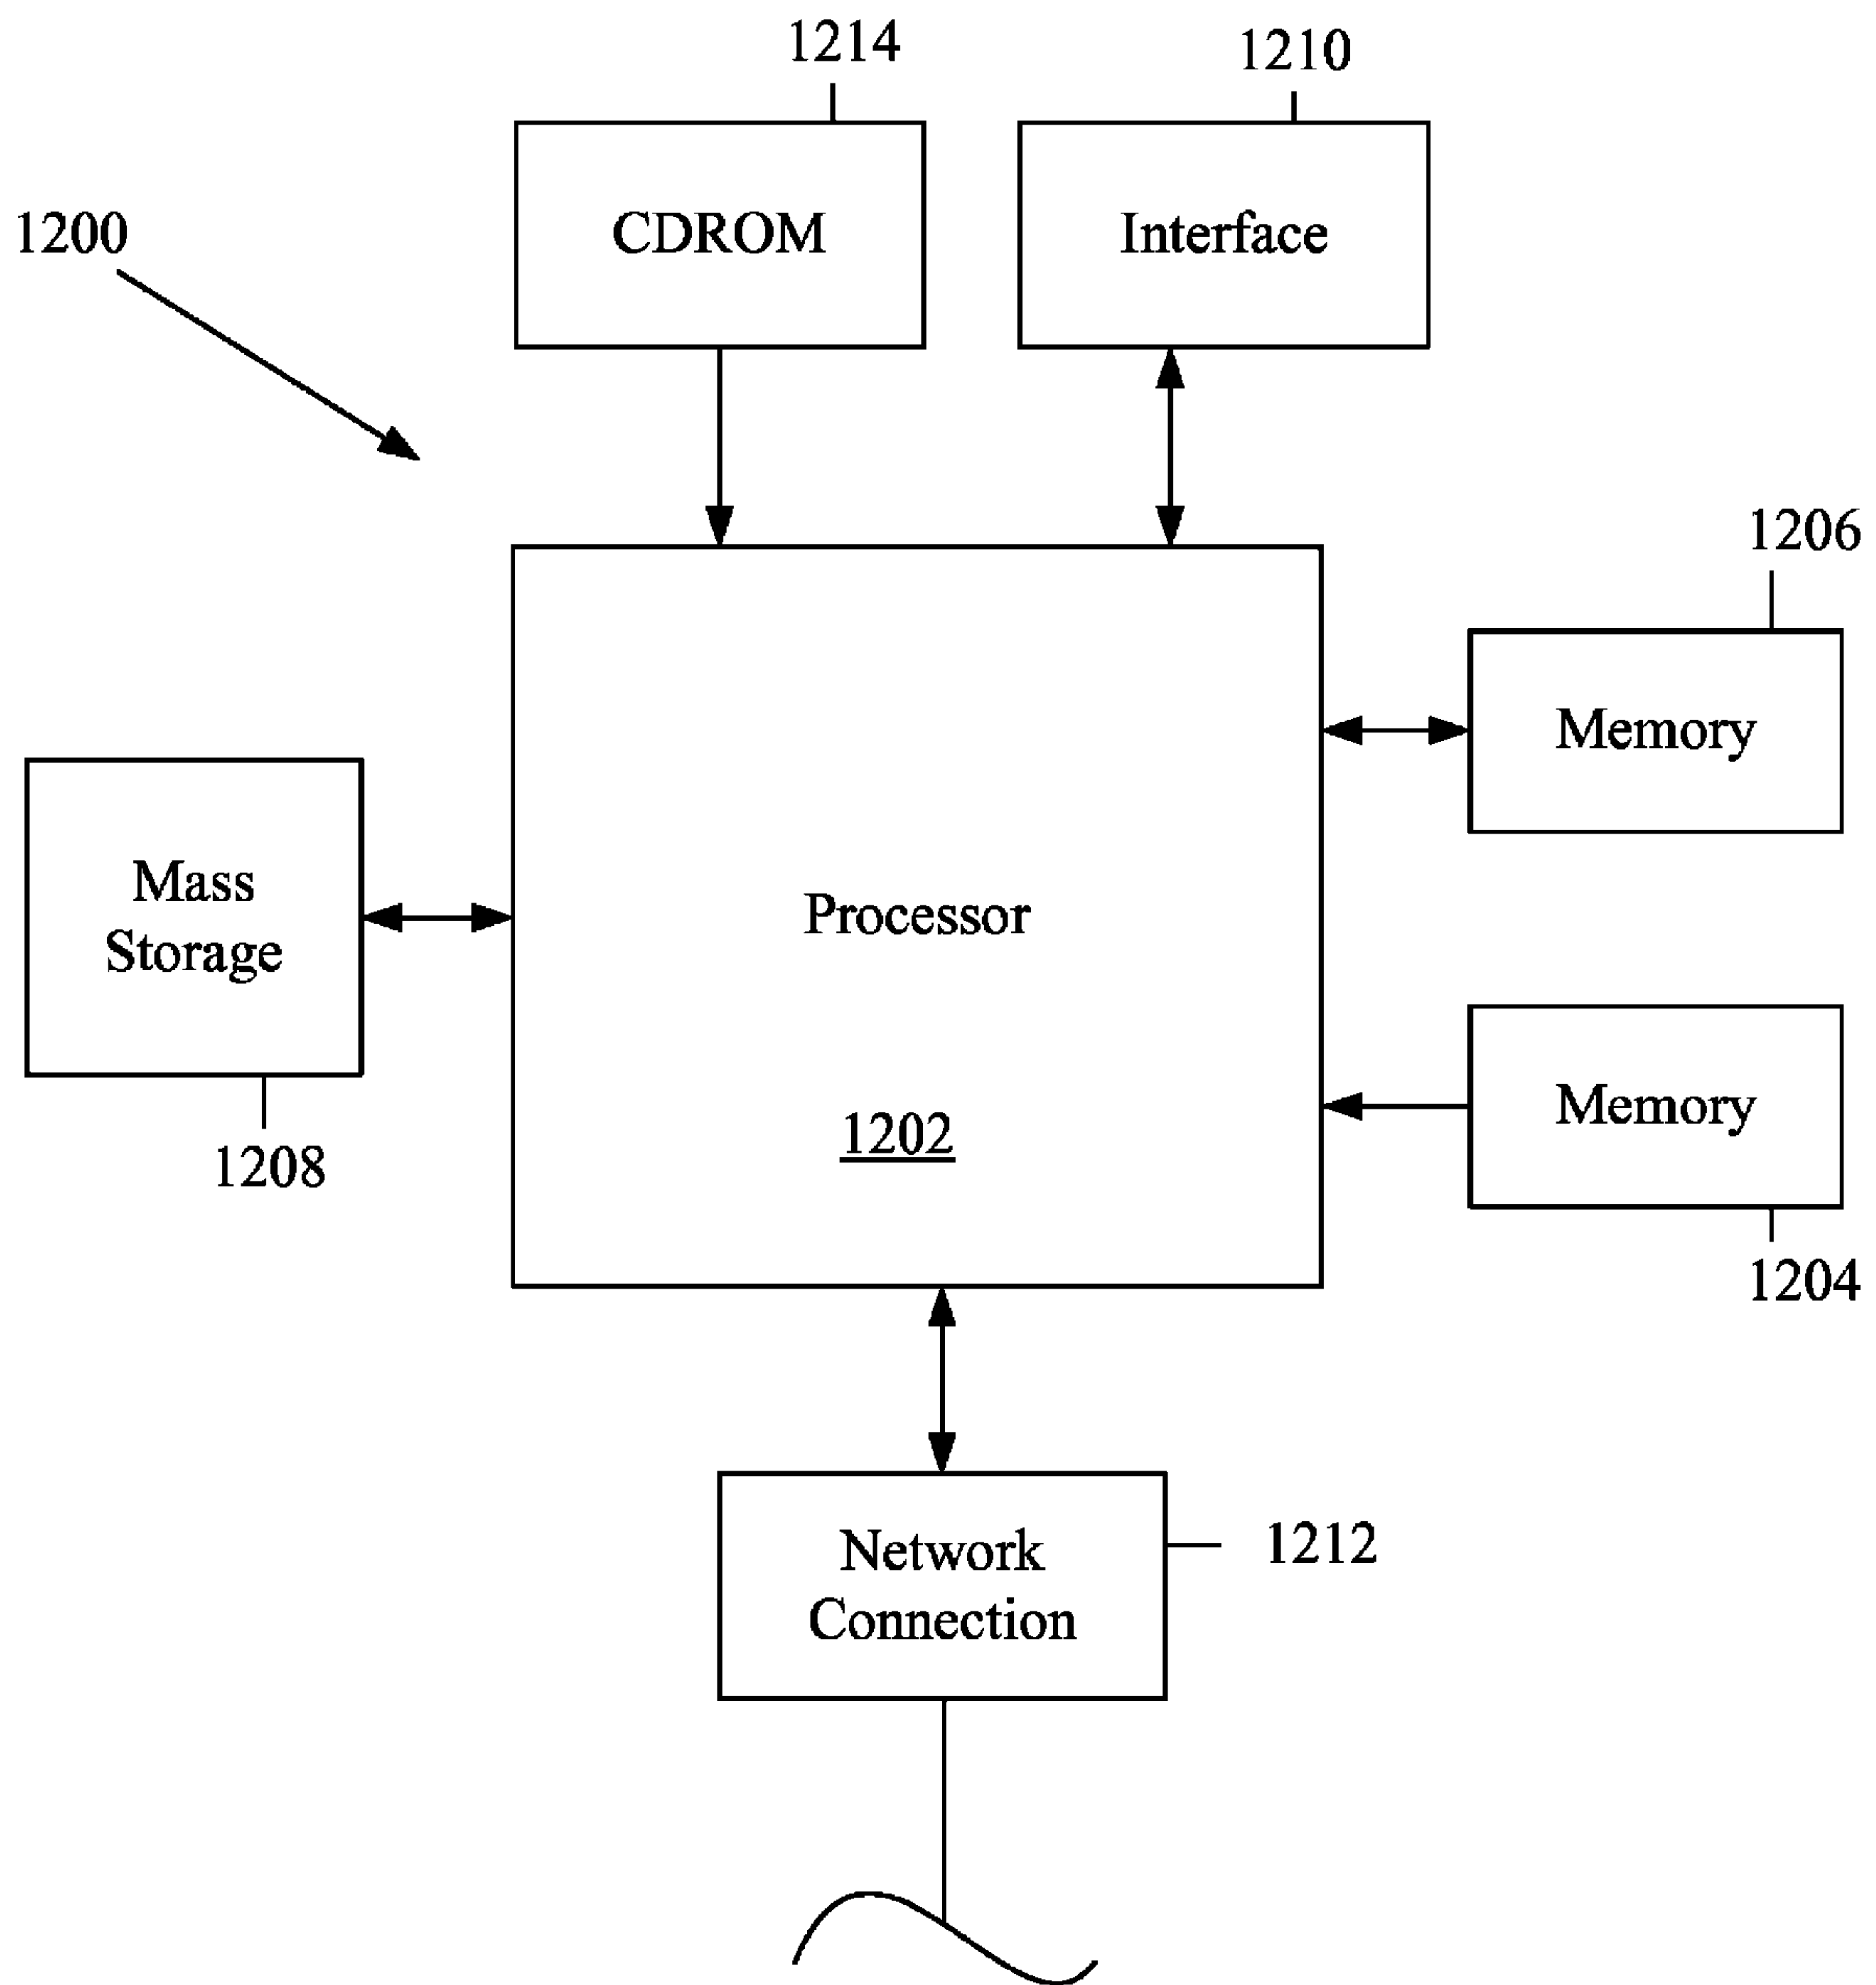 1214
1210
1200
CDROM
Interface
1206
Memory
Mass
Storage
Processor
1202
1208
Memory
1204
Network
Connection
1212